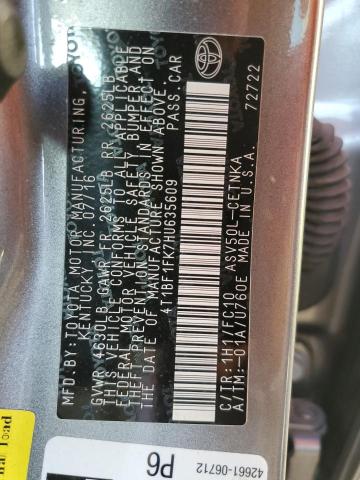 MFD.BY:TOYOTA MOTOR MANUFACTURING,
KENTUCKY, INC. 07/16
GVWR 4630LB GAWR FR 2625LB RR 2625LB
THIS VEHICLE CONFORMS TO ALL APPLICABLE
FEDERAL MOTOR VEHICLE SAFETY, BUMPER AND
THEFT PREVENTION STANDARDS IN EFFECT ON
THE DATE OF MANUFACTURE SHOWN ABOVE.
4T1BF1FK7HU635609 PASS.CAR
C/TR:1H1A/FC10 ASV50L-CETNKA
A/TM:-01A/U760E MADE IN U.S.A.
72722
42661-06712
P6